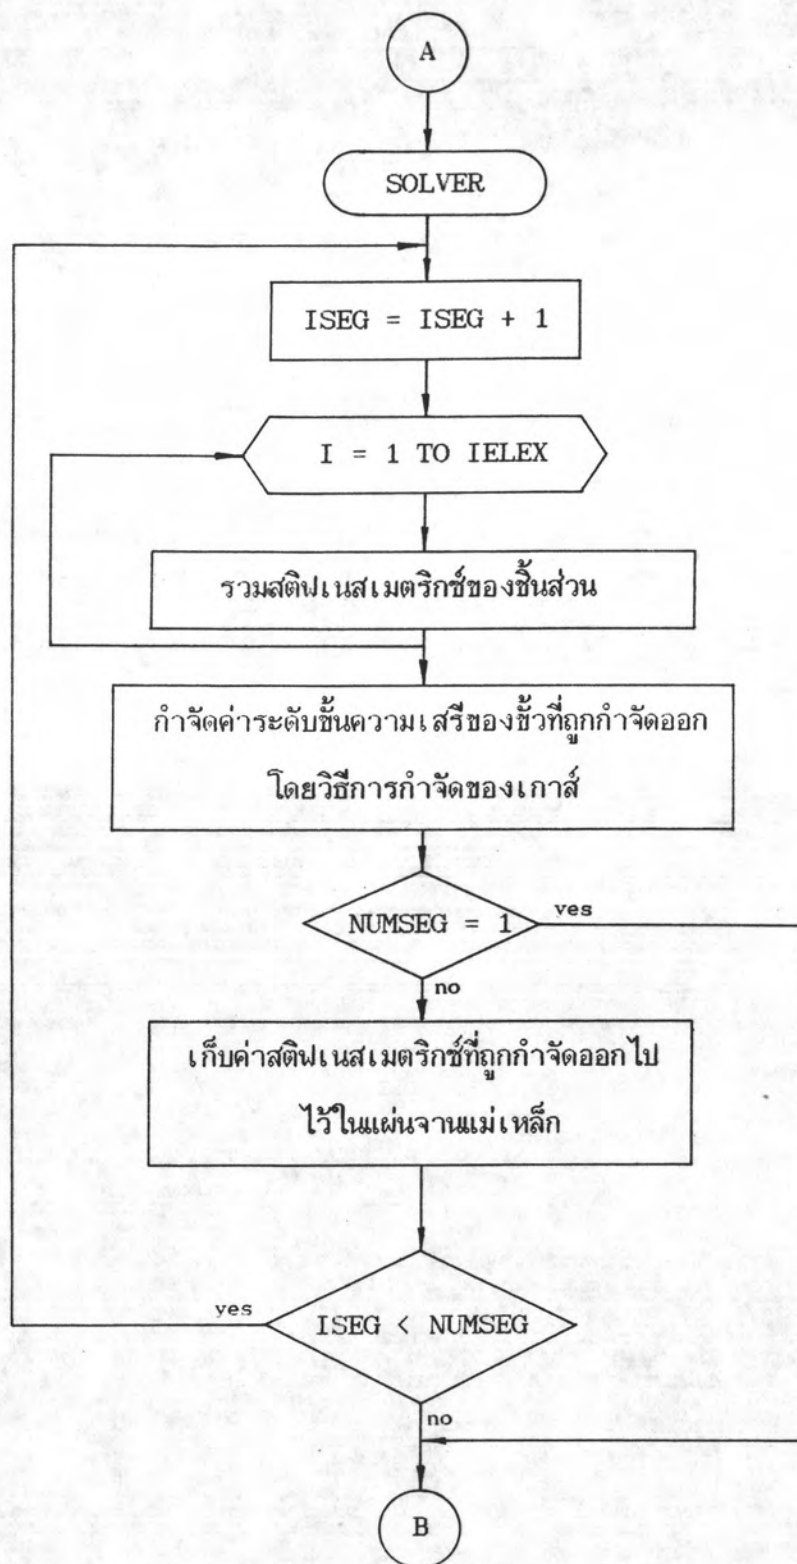 A
SOLVER
ISEG = ISEG + 1
I = 1 TO IELEX
รวมสติฟเนสเมตริกซ์ของชิ้นส่วน
กำจัดค่าระดับขั้นความเสรีของขั้วที่ถูกกำจัดออก
โดยวิธีการกำจัดของเกาส์
NUMSEG = 1
yes
no
เก็บค่าสติฟเนสเมตริกซ์ที่ถูกกำจัดออกไป
ไว้ในแผ่นจานแม่เหล็ก
yes
ISEG < NUMSEG
no
B